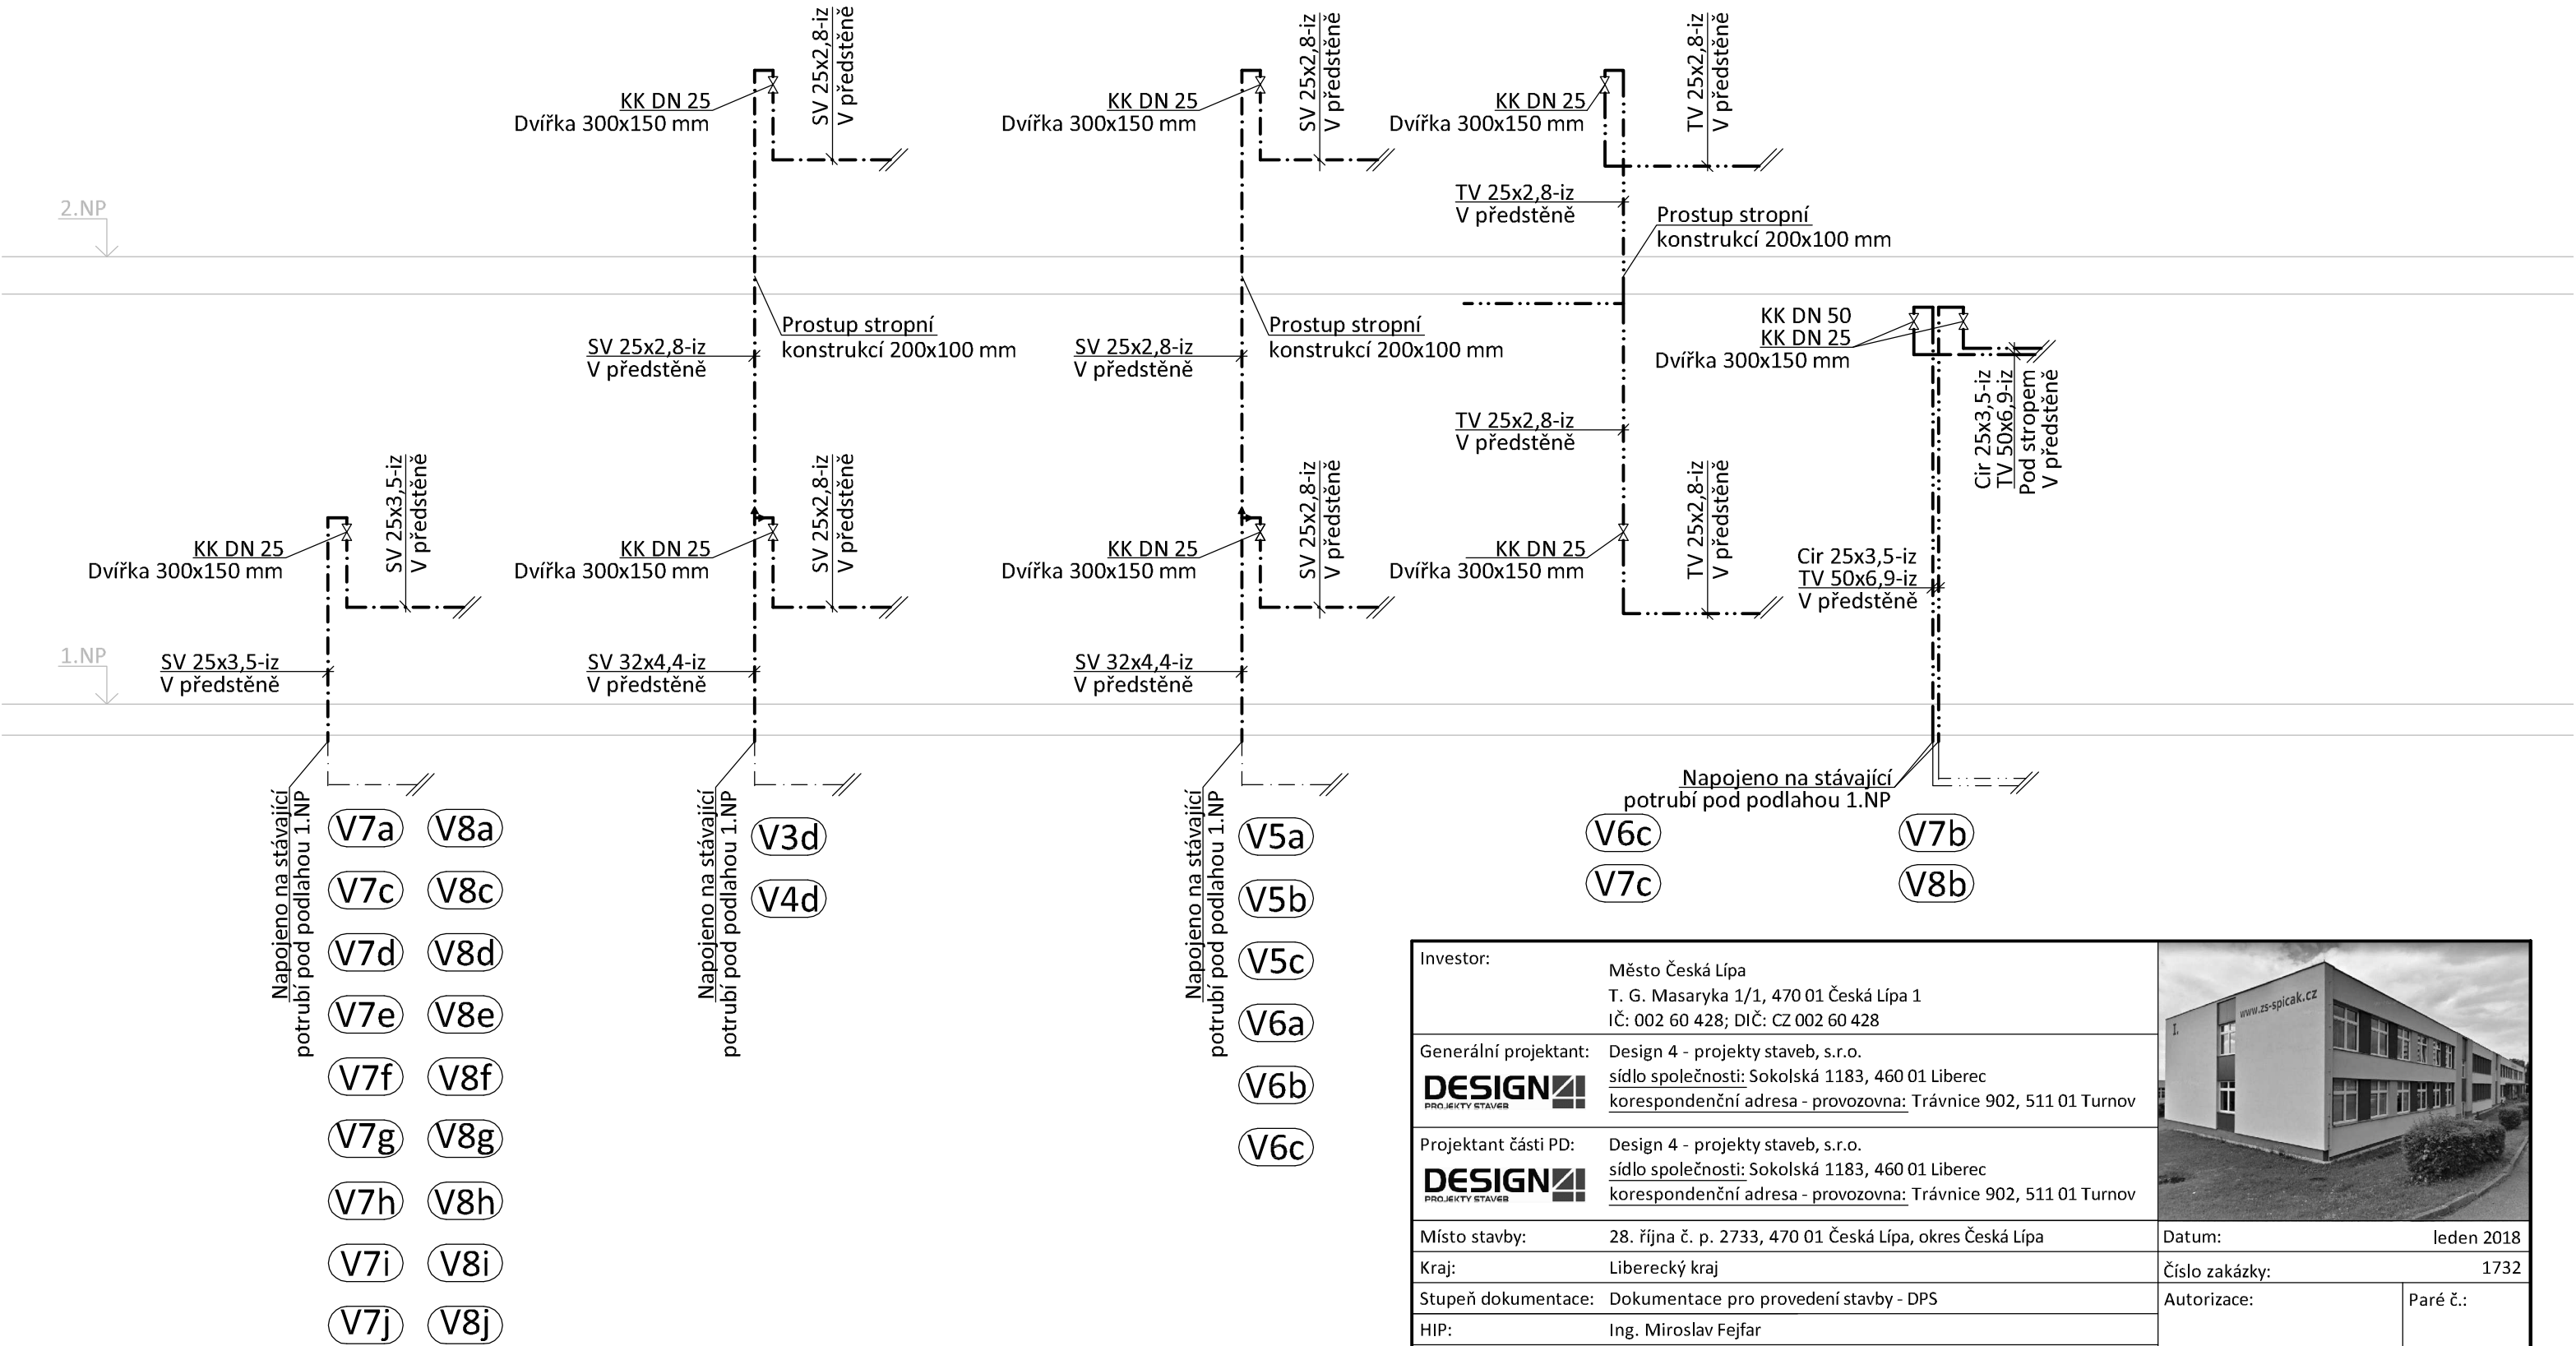 SV 25x2,8-iz
V předstěně
SV 25x2,8-iz
V předstěně
TV 25x2,8-iz
V předstěně
KK DN 25
Dvířka 300x150 mm
KK DN 25
Dvířka 300x150 mm
KK DN 25
Dvířka 300x150 mm
2.NP
TV 25x2,8-iz
V předstěně
Prostup stropní
konstrukcí 200x100 mm
Prostup stropní
konstrukcí 200x100 mm
Prostup stropní
konstrukcí 200x100 mm
SV 25x2,8-iz
V předstěně
SV 25x2,8-iz
V předstěně
KK DN 50
KK DN 25
Dvířka 300x150 mm
Cir 25x3,5-iz
TV 50x6,9-iz
Pod stropem
V předstěně
TV 25x2,8-iz
V předstěně
SV 25x3,5-iz
V předstěně
SV 25x2,8-iz
V předstěně
SV 25x2,8-iz
V předstěně
TV 25x2,8-iz
V předstěně
KK DN 25
Dvířka 300x150 mm
KK DN 25
Dvířka 300x150 mm
KK DN 25
Dvířka 300x150 mm
KK DN 25
Dvířka 300x150 mm
Cir 25x3,5-iz
TV 50x6,9-iz
V předstěně
1.NP
SV 25x3,5-iz
V předstěně
SV 32x4,4-iz
V předstěně
SV 32x4,4-iz
V předstěně
Napojeno na stávající
potrubí pod podlahou 1.NP
V7a V8a
V7c V8c
V7d V8d
V7e V8e
V7f V8f
V7g V8g
V7h V8h
V7i V8i
V7j V8j
Napojeno na stávající
potrubí pod podlahou 1.NP
V3d
V4d
Napojeno na stávající
potrubí pod podlahou 1.NP
V5a
V5b
V5c
V6a
V6b
V6c
Napojeno na stávající
potrubí pod podlahou 1.NP
V6c
V7c
V7b
V8b
Investor:
Město Česká Lípa
T. G. Masaryka 1/1, 470 01 Česká Lípa 1
IČ: 002 60 428; DIČ: CZ 002 60 428
Generální projektant: Design 4 - projekty staveb, s.r.o.
sídlo společnosti: Sokolská 1183, 460 01 Liberec
korespondenční adresa - provozovna: Trávnice 902, 511 01 Turnov
DESIGN4
PROJEKTY STAVEB
Projektant části PD: Design 4 - projekty staveb, s.r.o.
sídlo společnosti: Sokolská 1183, 460 01 Liberec
korespondenční adresa - provozovna: Trávnice 902, 511 01 Turnov
DESIGN4
PROJEKTY STAVEB
I.
www.zs-spicak.cz
Místo stavby: 28. října č. p. 2733, 470 01 Česká Lípa, okres Česká Lípa
Datum: leden 2018
Kraj: Liberecký kraj
Číslo zakázky: 1732
Stupeň dokumentace: Dokumentace pro provedení stavby - DPS
Autorizace:
Paré č.:
HIP: Ing. Miroslav Fejfar